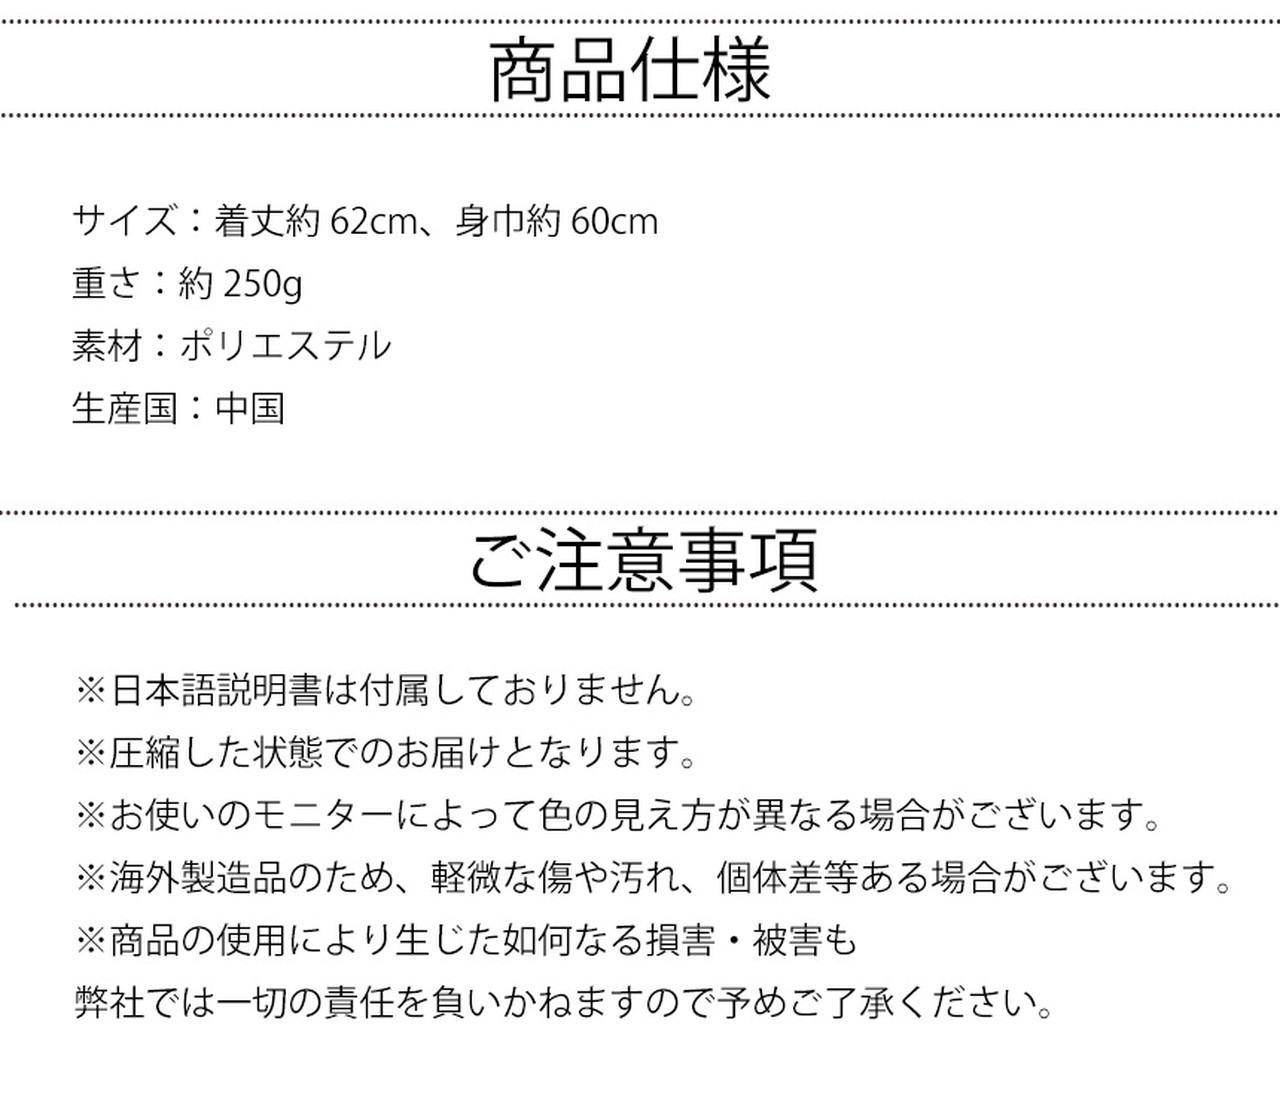 商品仕様
サイズ：着丈約 62cm、身巾約 60cm
重さ：約 250g
素材：ポリエステル
生産国：中国
ご注意事項
※日本語説明書は付属しておりません。
※圧縮した状態でのお届けとなります。
※お使いのモニターによって色の見え方が異なる場合がございます。
※海外製造品のため、軽微な傷や汚れ、個体差等ある場合がございます。
※商品の使用により生じた如何なる損害・被害も
弊社では一切の責任を負いかねますので予めご了承ください。